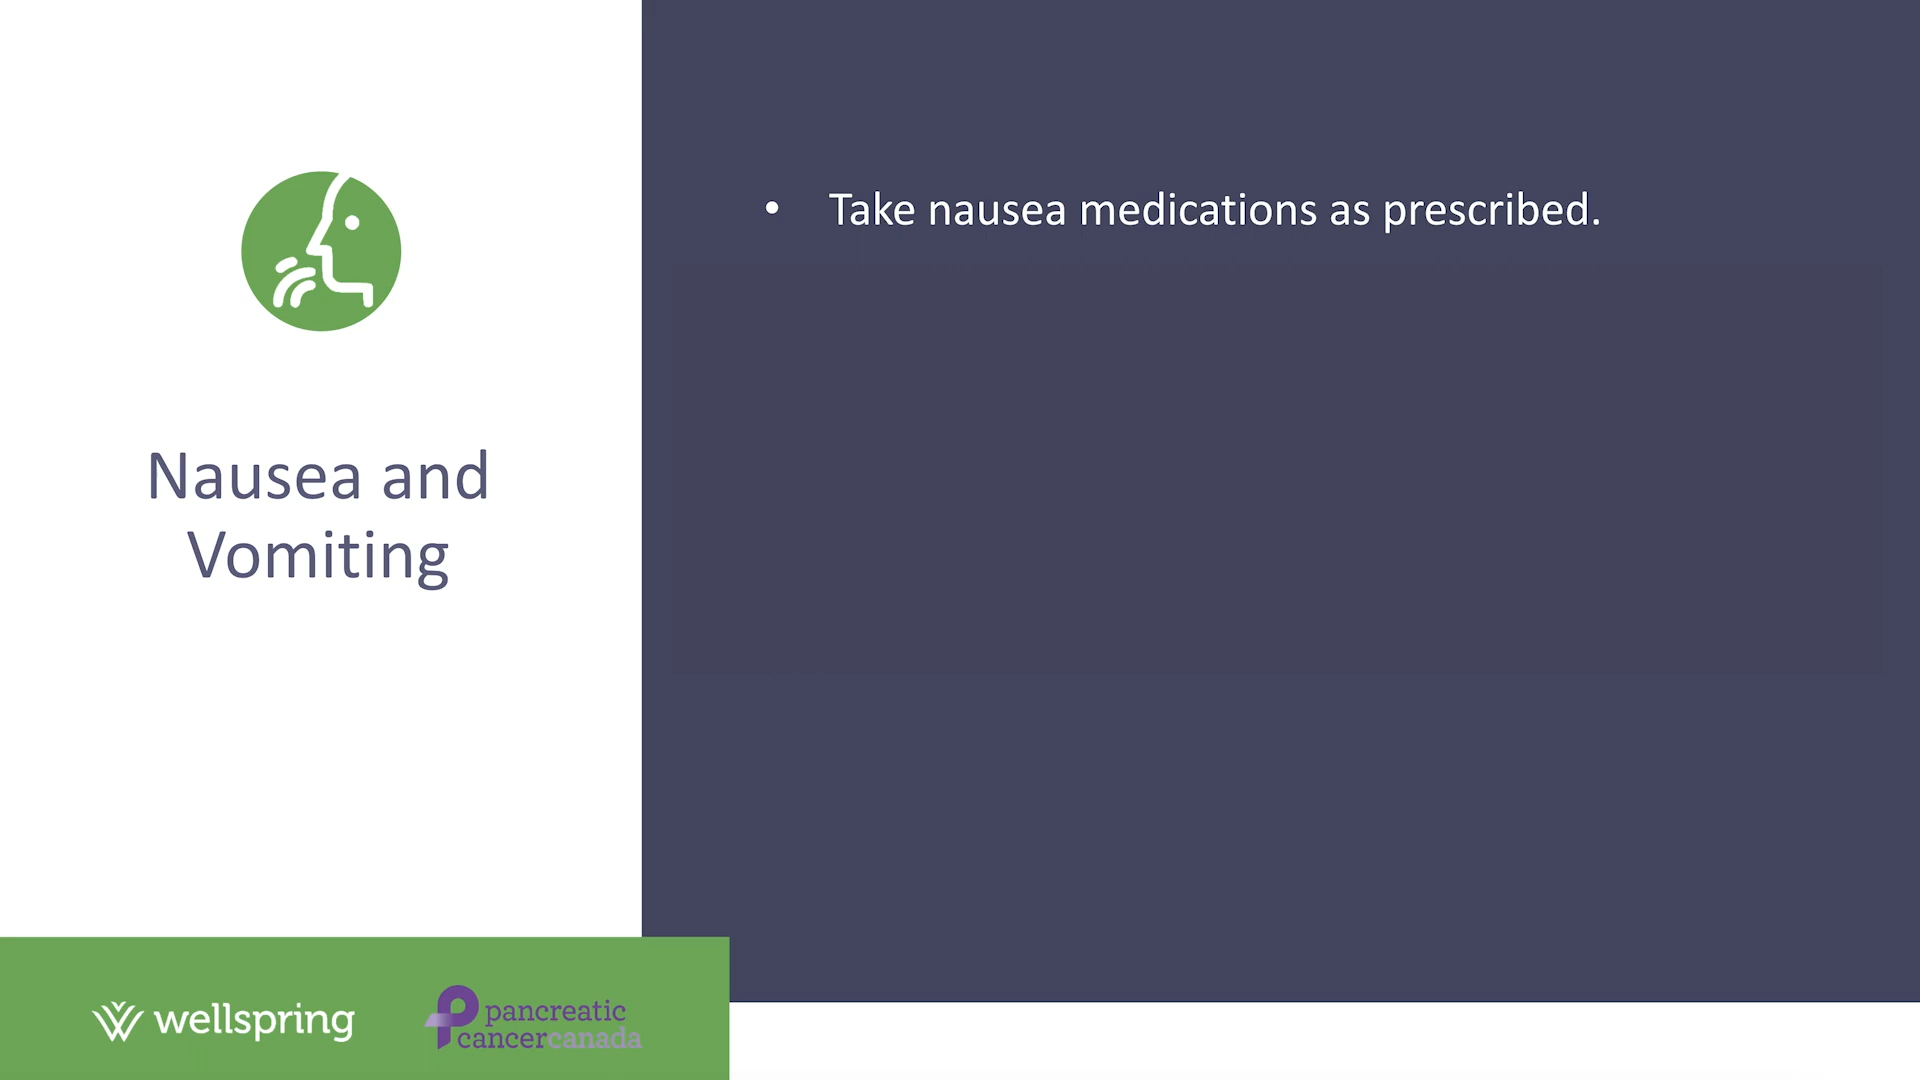 Nausea and
Vomiting
• Take nausea medications as prescribed.
wellspring
pancreatic
cancercanada